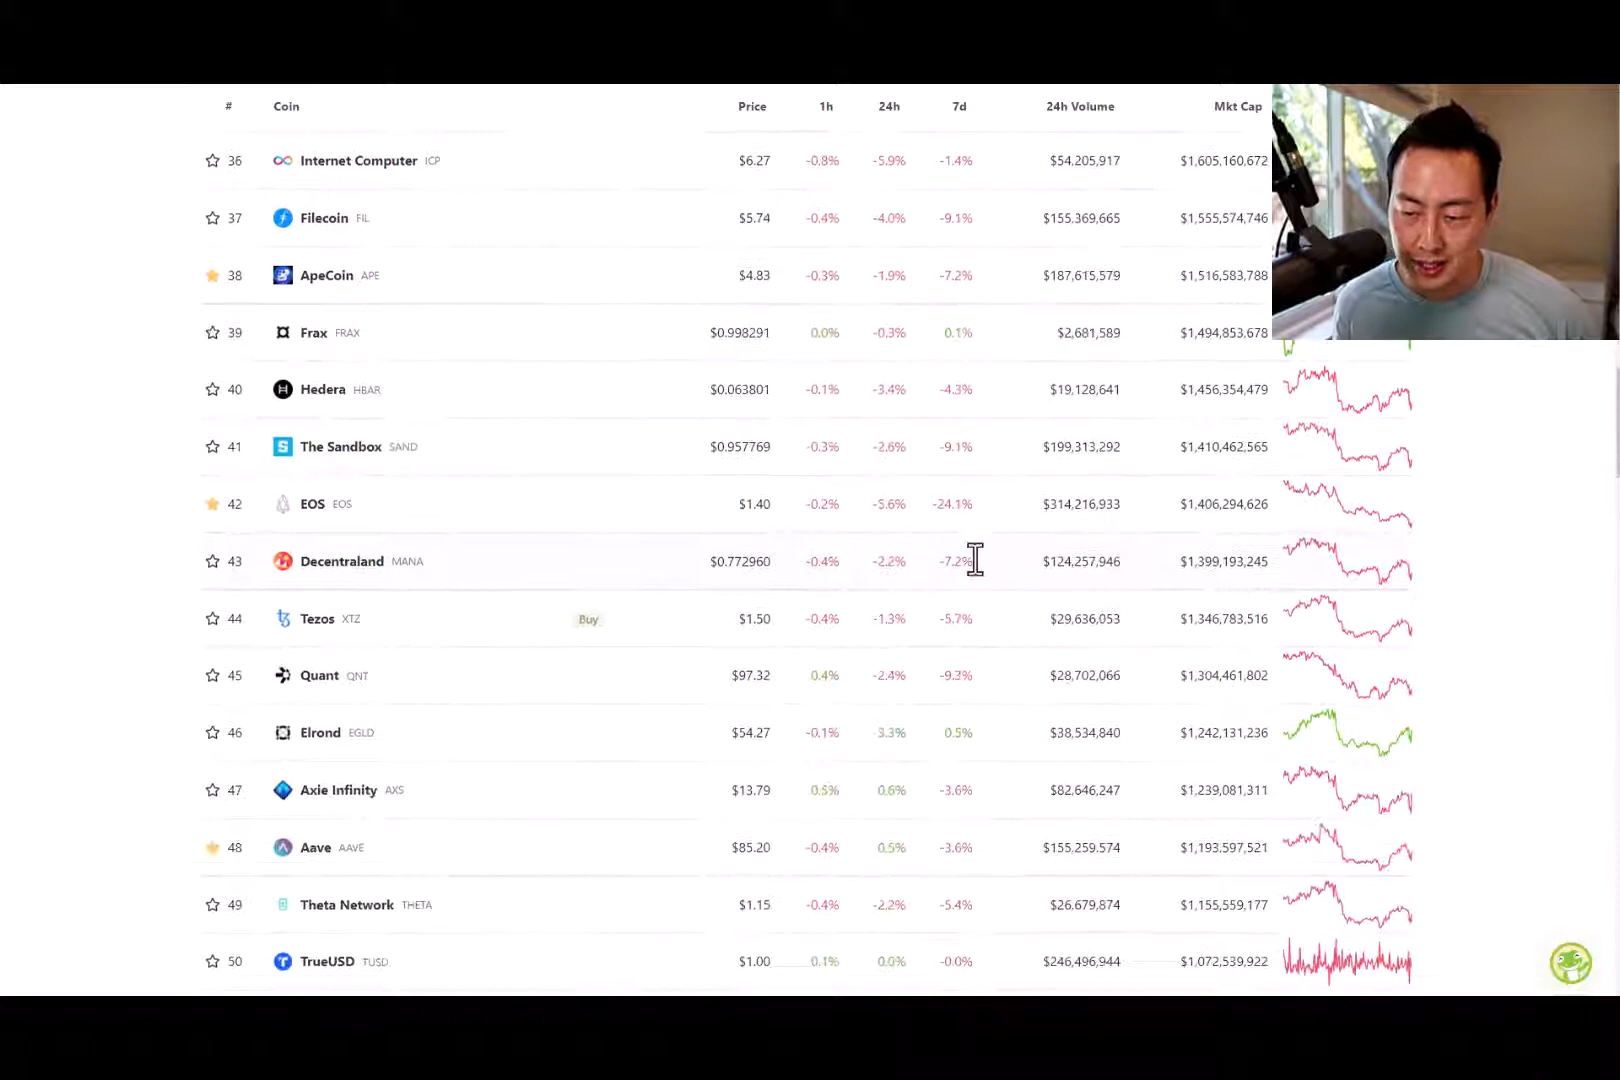 # Coin Price 1h 24h 7d 24h Volume Mkt Cap
36 Internet Computer ICP $6.27 -0.8% -5.9% -1.4% $54,205,917 $1,605,160,672
37 Filecoin FIL $5.74 -0.4% -4.0% -9.1% $155,369,665 $1,555,574,746
38 ApeCoin APE $4.83 -0.3% -1.9% -7.2% $187,615,579 $1,516,583,788
39 Frax FRAX $0.998291 0.0% -0.3% 0.1% $2,681,589 $1,494,853,678
40 Hedera HBAR $0.063801 -0.1% -3.4% -4.3% $19,128,641 $1,456,354,479
41 The Sandbox SAND $0.957769 -0.3% -2.6% -9.1% $199,313,292 $1,410,462,565
42 EOS EOS $1.40 -0.2% -5.6% -24.1% $314,216,933 $1,406,294,626
43 Decentraland MANA $0.772960 -0.4% -2.2% -7.2% $124,257,946 $1,399,193,245
44 Tezos XTZ Buy $1.50 -0.4% -1.3% -5.7% $29,636,053 $1,346,783,516
45 Quant QNT $97.32 0.4% -2.4% -9.3% $28,702,066 $1,304,461,802
46 Elrond EGLD $54.27 -0.1% -3.3% 0.5% $38,534,840 $1,242,131,236
47 Axie Infinity AXS $13.79 0.5% 0.6% -3.6% $82,646,247 $1,239,081,311
48 Aave AAVE $85.20 -0.4% 0.5% -3.6% $155,259,574 $1,193,597,521
49 Theta Network THETA $1.15 -0.4% -2.2% -5.4% $26,679,874 $1,155,559,177
50 TrueUSD TUSD $1.00 0.1% 0.0% -0.0% $246,496,944 $1,072,539,922